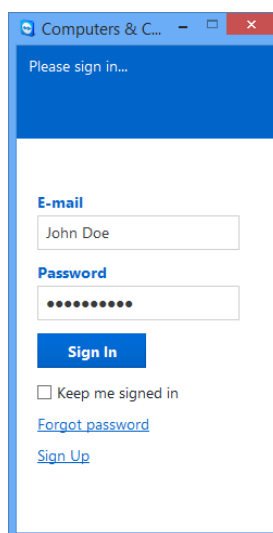 Computers & C...
Please sign in...
E-mail
John Doe
Password
●●●●●●●●●●
Sign In
Keep me signed in
Forgot password
Sign Up